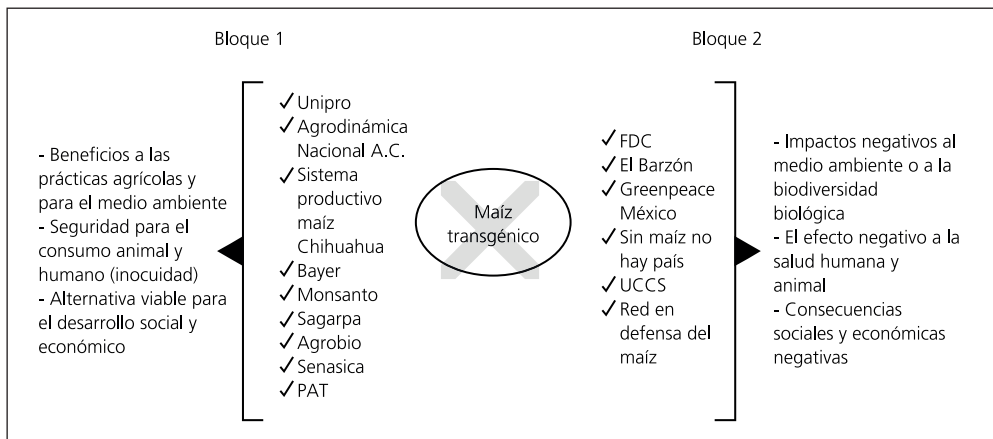 Bloque 1
- Beneficios a las
prácticas agrícolas y
para el medio ambiente
- Seguridad para el
consumo animal y
humano (inocuidad)
- Alternativa viable para
el desarrollo social y
económico
✓ Unipro
✓ Agrodinámica
Nacional A.C.
✓ Sistema
productivo
maíz
Chihuahua
✓ Bayer
✓ Monsanto
✓ Sagarpa
✓ Agrobio
✓ Senasica
✓ PAT
Maíz
transgénico
Bloque 2
✓ FDC
✓ El Barzón
✓ Greenpeace
México
✓ Sin maíz no
hay país
✓ UCCS
✓ Red en
defensa del
maíz
- Impactos negativos al
medio ambiente o a la
biodiversidad
biológica
- El efecto negativo a la
salud humana y
animal
- Consecuencias
sociales y económicas
negativas